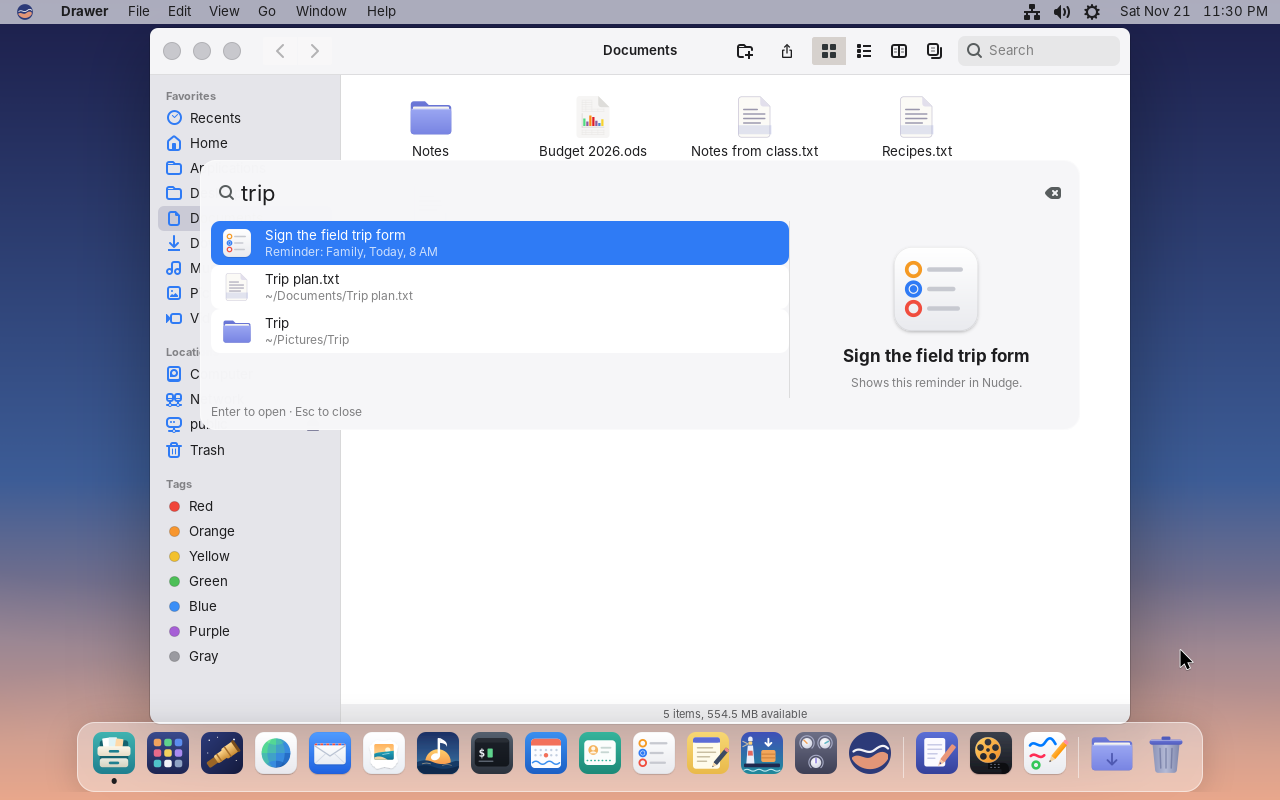 Drawer File Edit View Go Window Help Sat Nov 21 11:30 PM
Documents
Search
Favorites
Recents
Home
Notes
Budget 2026.ods
Notes from class.txt
Recipes.txt
trip
Sign the field trip form
Reminder: Family, Today, 8 AM
Trip plan.txt
~/Documents/Trip plan.txt
Trip
~/Pictures/Trip
Sign the field trip form
Shows this reminder in Nudge.
Enter to open · Esc to close
Trash
Tags
Red
Orange
Yellow
Green
Blue
Purple
Gray
5 items, 554.5 MB available